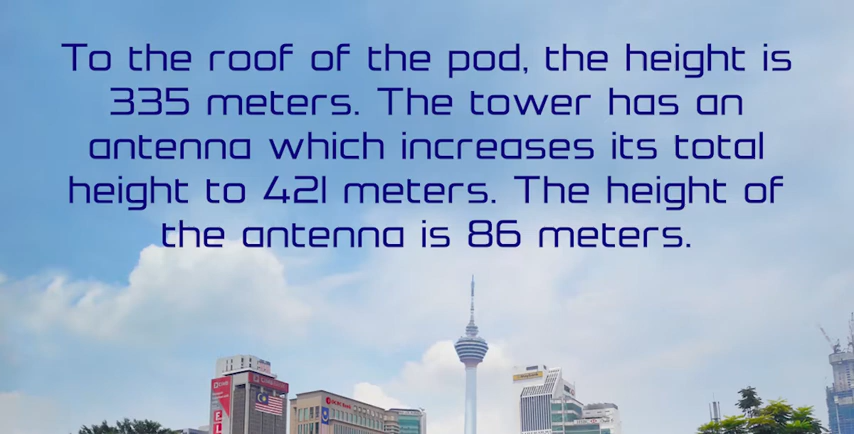 To the roof of the pod, the height is
335 meters. The tower has an
antenna which increases its total
height to 421 meters. The height of
the antenna is 86 meters.